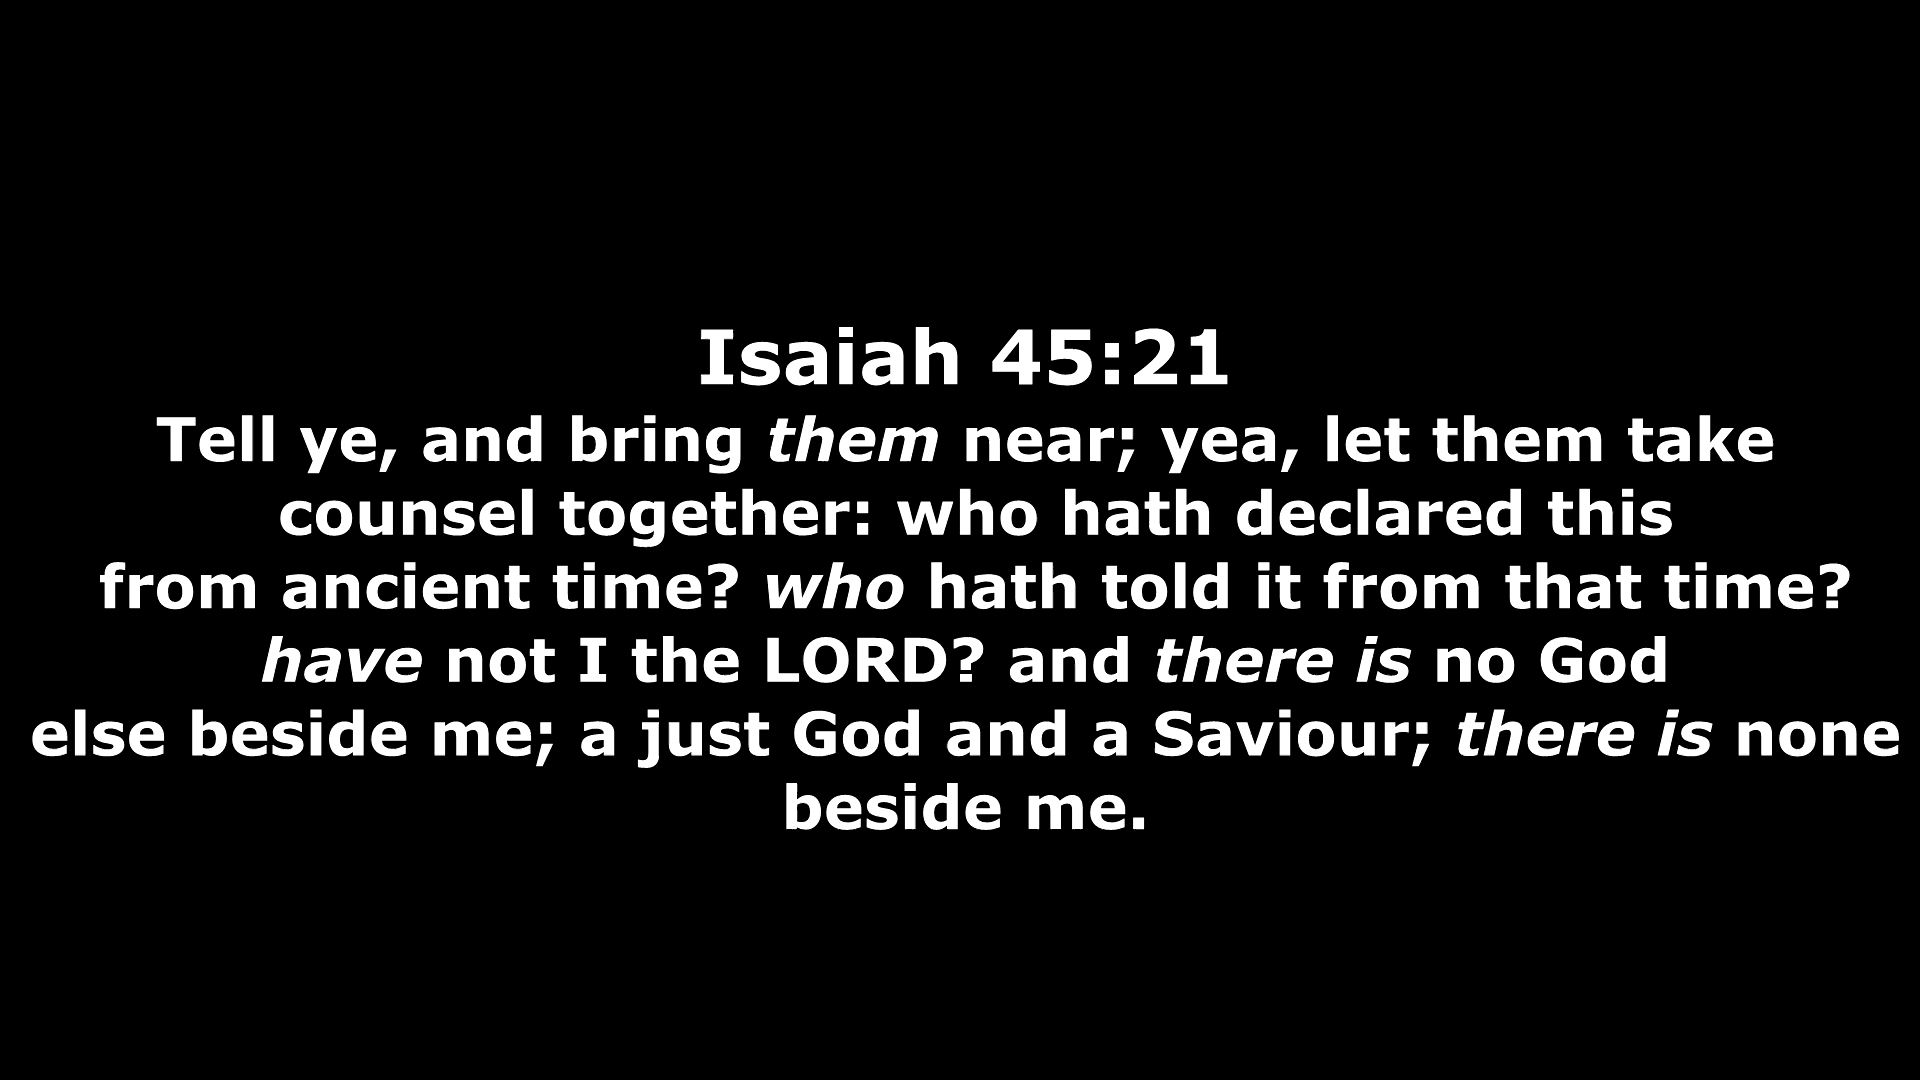 Isaiah 45:21
Tell ye, and bring them near; yea, let them take
counsel together: who hath declared this
from ancient time? who hath told it from that time?
have not I the LORD? and there is no God
else beside me; a just God and a Saviour; there is none
beside me.